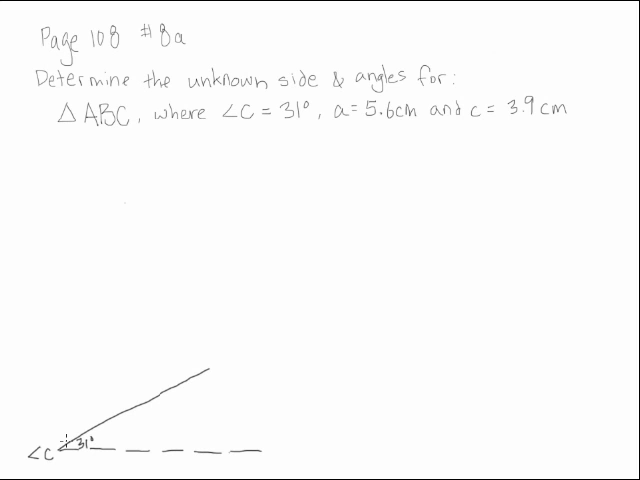 Page 108 # 8a
Determine the unknown side & angles for:
△ ABC, where ∠C = 31°, a = 5.6cm and c = 3.9cm
31°
∠C